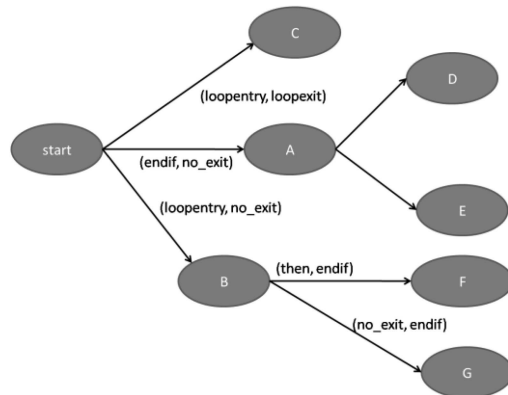 C
(loopentry, loopexit)
D
start
(endif, no_exit)
A
(loopentry, no_exit)
E
B
(then, endif)
F
(no_exit, endif)
G